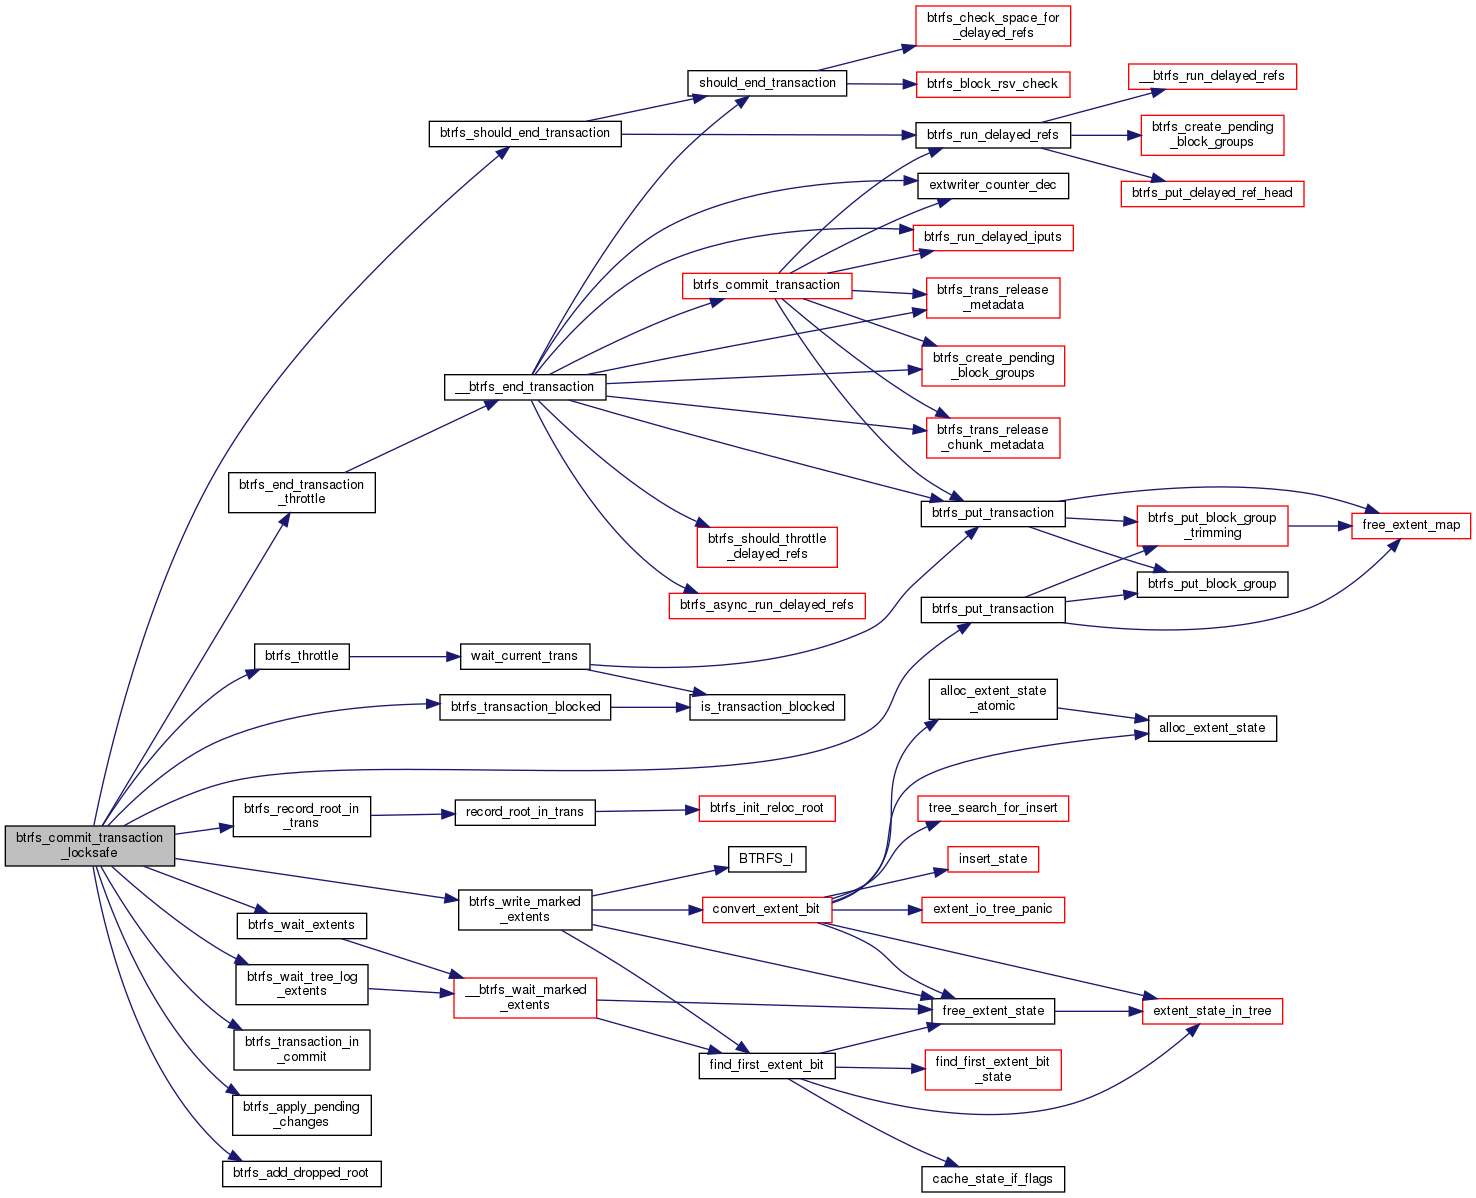 btrfs_check_space_for
_delayed_refs
should_end_transaction
btrfs_block_rsv_check
__btrfs_run_delayed_refs
btrfs_should_end_transaction
btrfs_run_delayed_refs
btrfs_create_pending
_block_groups
extwriter_counter_dec
btrfs_put_delayed_ref_head
btrfs_run_delayed_iputs
btrfs_commit_transaction
btrfs_trans_release
_metadata
btrfs_create_pending
_block_groups
__btrfs_end_transaction
btrfs_trans_release
_chunk_metadata
btrfs_end_transaction
_throttle
btrfs_put_transaction
btrfs_put_block_group
_trimming
free_extent_map
btrfs_should_throttle
_delayed_refs
btrfs_put_block_group
btrfs_async_run_delayed_refs
btrfs_put_transaction
btrfs_throttle
wait_current_trans
btrfs_transaction_blocked
is_transaction_blocked
alloc_extent_state
_atomic
alloc_extent_state
btrfs_record_root_in
_trans
record_root_in_trans
btrfs_init_reloc_root
tree_search_for_insert
btrfs_commit_transaction
_locksafe
BTRFS_I
insert_state
btrfs_write_marked
_extents
convert_extent_bit
extent_io_tree_panic
btrfs_wait_extents
btrfs_wait_tree_log
_extents
__btrfs_wait_marked
_extents
free_extent_state
extent_state_in_tree
btrfs_transaction_in
_commit
find_first_extent_bit
find_first_extent_bit
_state
btrfs_apply_pending
_changes
btrfs_add_dropped_root
cache_state_if_flags